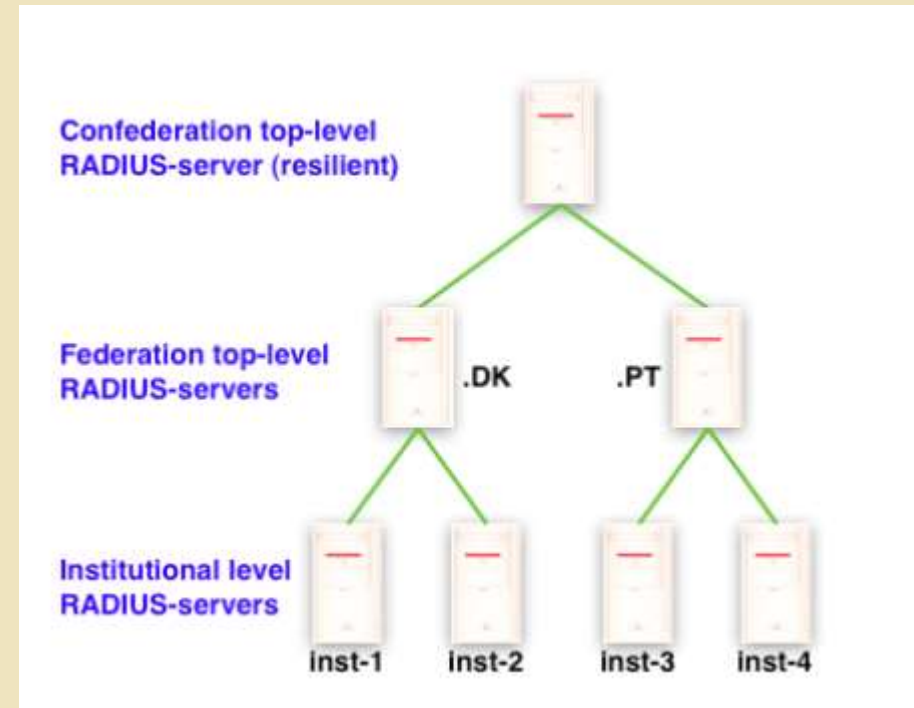 Confederation top-level
RADIUS-server (resilient)
Federation top-level
RADIUS-servers
.DK
.PT
Institutional level
RADIUS-servers
inst-1
inst-2
inst-3
inst-4